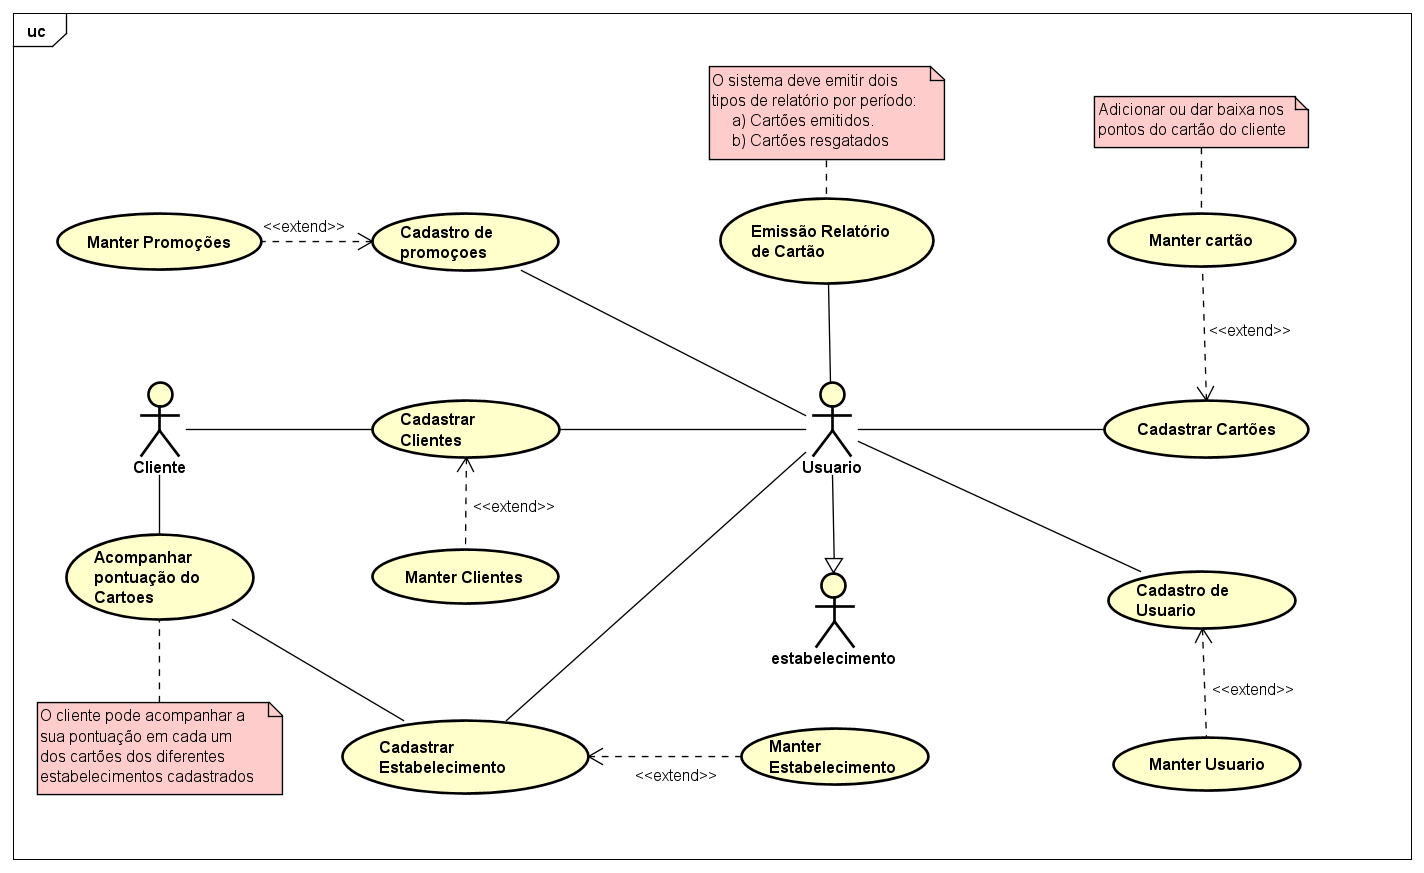 uc
O sistema deve emitir dois
tipos de relatório por período:
a) Cartões emitidos.
b) Cartões resgatados
Adicionar ou dar baixa nos
pontos do cartão do cliente
Manter Promoções
<<extend>>
Cadastro de
promoçoes
Emissão Relatório
de Cartão
Manter cartão
<<extend>>
Cliente
Cadastrar
Clientes
Usuario
Cadastrar Cartões
<<extend>>
Acompanhar
pontuação do
Cartoes
Manter Clientes
estabelecimento
Cadastro de
Usuario
<<extend>>
O cliente pode acompanhar a
sua pontuação em cada um
dos cartões dos diferentes
estabelecimentos cadastrados
Cadastrar
Estabelecimento
<<extend>>
Manter
Estabelecimento
Manter Usuario